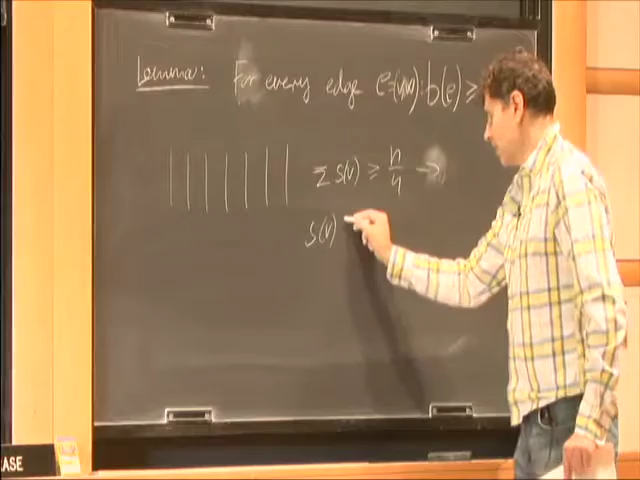 Lemma: For every edge e=(v,w): b(e) ≥
Σ s(v) ≥ n/4 →
s(v)
ASE